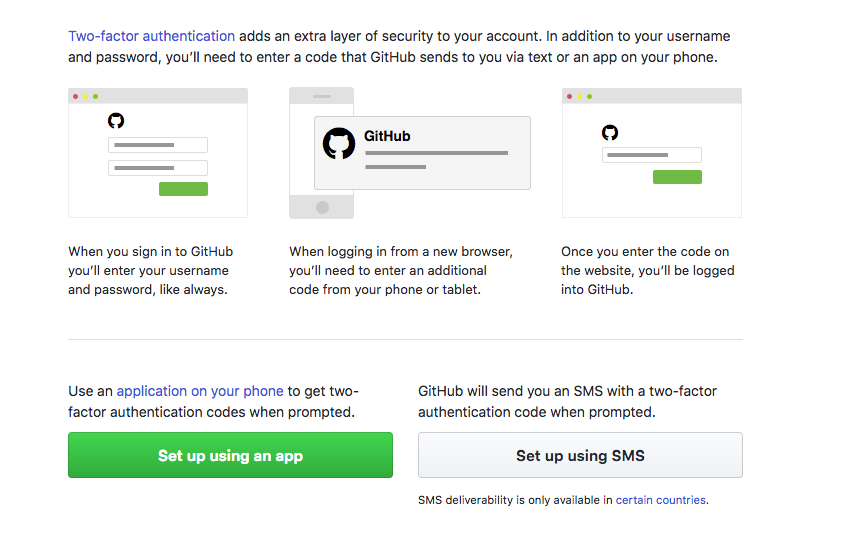 Two-factor authentication adds an extra layer of security to your account. In addition to your username
and password, you’ll need to enter a code that GitHub sends to you via text or an app on your phone.
GitHub
When you sign in to GitHub
you’ll enter your username
and password, like always.
When logging in from a new browser,
you’ll need to enter an additional
code from your phone or tablet.
Once you enter the code on
the website, you’ll be logged
into GitHub.
Use an application on your phone to get two-
factor authentication codes when prompted.
Set up using an app
GitHub will send you an SMS with a two-factor
authentication code when prompted.
Set up using SMS
SMS deliverability is only available in certain countries.